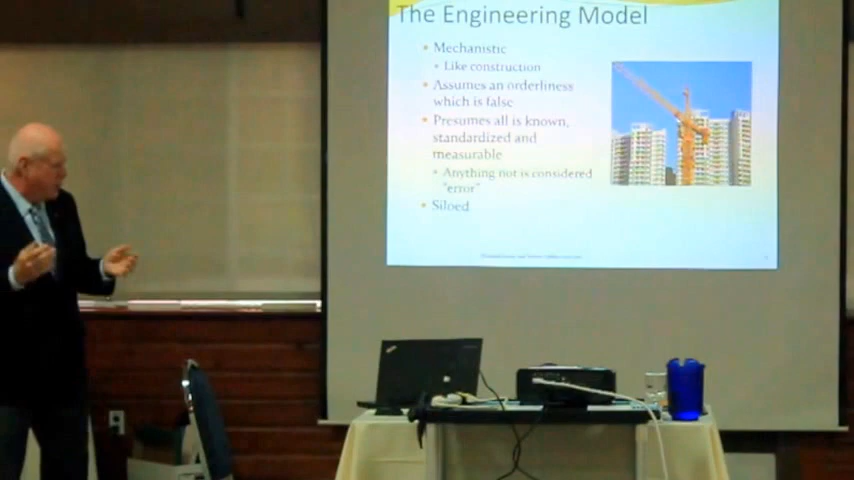 The Engineering Model
Mechanistic
Like construction
Assumes an orderliness
which is false
Presumes all is known,
standardized and
measurable
Anything not is considered
"error"
Siloed